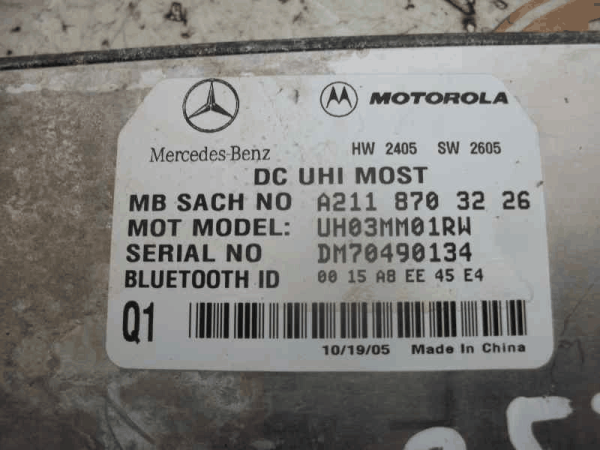 MOTOROLA
Mercedes-Benz HW 2405 SW 2605
DC UHI MOST
MB SACH NO A211 870 32 26
MOT MODEL: UH03MM01RW
SERIAL NO DM70490134
BLUETOOTH ID 00 15 A8 EE 45 E4
Q1
10/19/05 Made In China